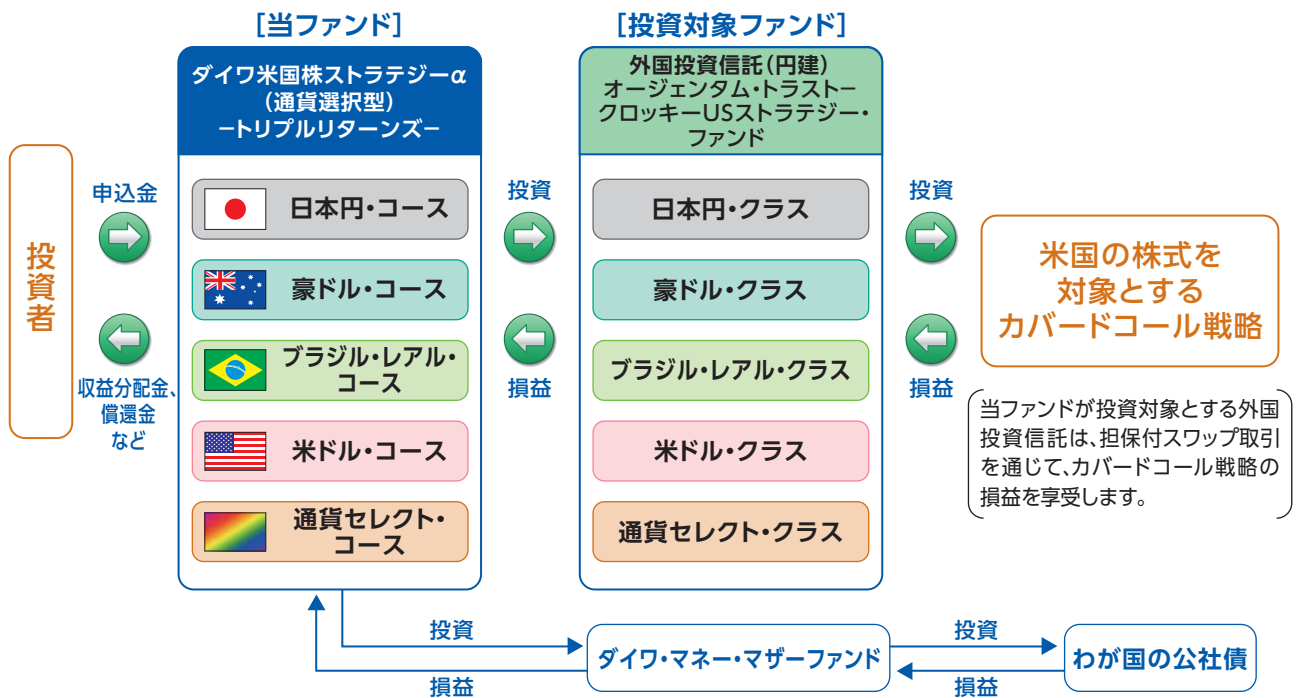 ［当ファンド］
ダイワ米国株ストラテジーα
（通貨選択型）
－トリプルリターンズ－
［投資対象ファンド］
外国投資信託（円建）
オージェンタム・トラスト－
クロッキーUSストラテジー・
ファンド
投資者
申込金
収益分配金、
償還金
など
日本円・コース
豪ドル・コース
ブラジル・レアル・
コース
米ドル・コース
通貨セレクト・
コース
投資
損益
日本円・クラス
豪ドル・クラス
ブラジル・レアル・クラス
米ドル・クラス
通貨セレクト・クラス
投資
損益
米国の株式を
対象とする
カバードコール戦略
当ファンドが投資対象とする外国
投資信託は、担保付スワップ取引
を通じて、カバードコール戦略の
損益を享受します。
投資
損益
ダイワ・マネー・マザーファンド
投資
損益
わが国の公社債